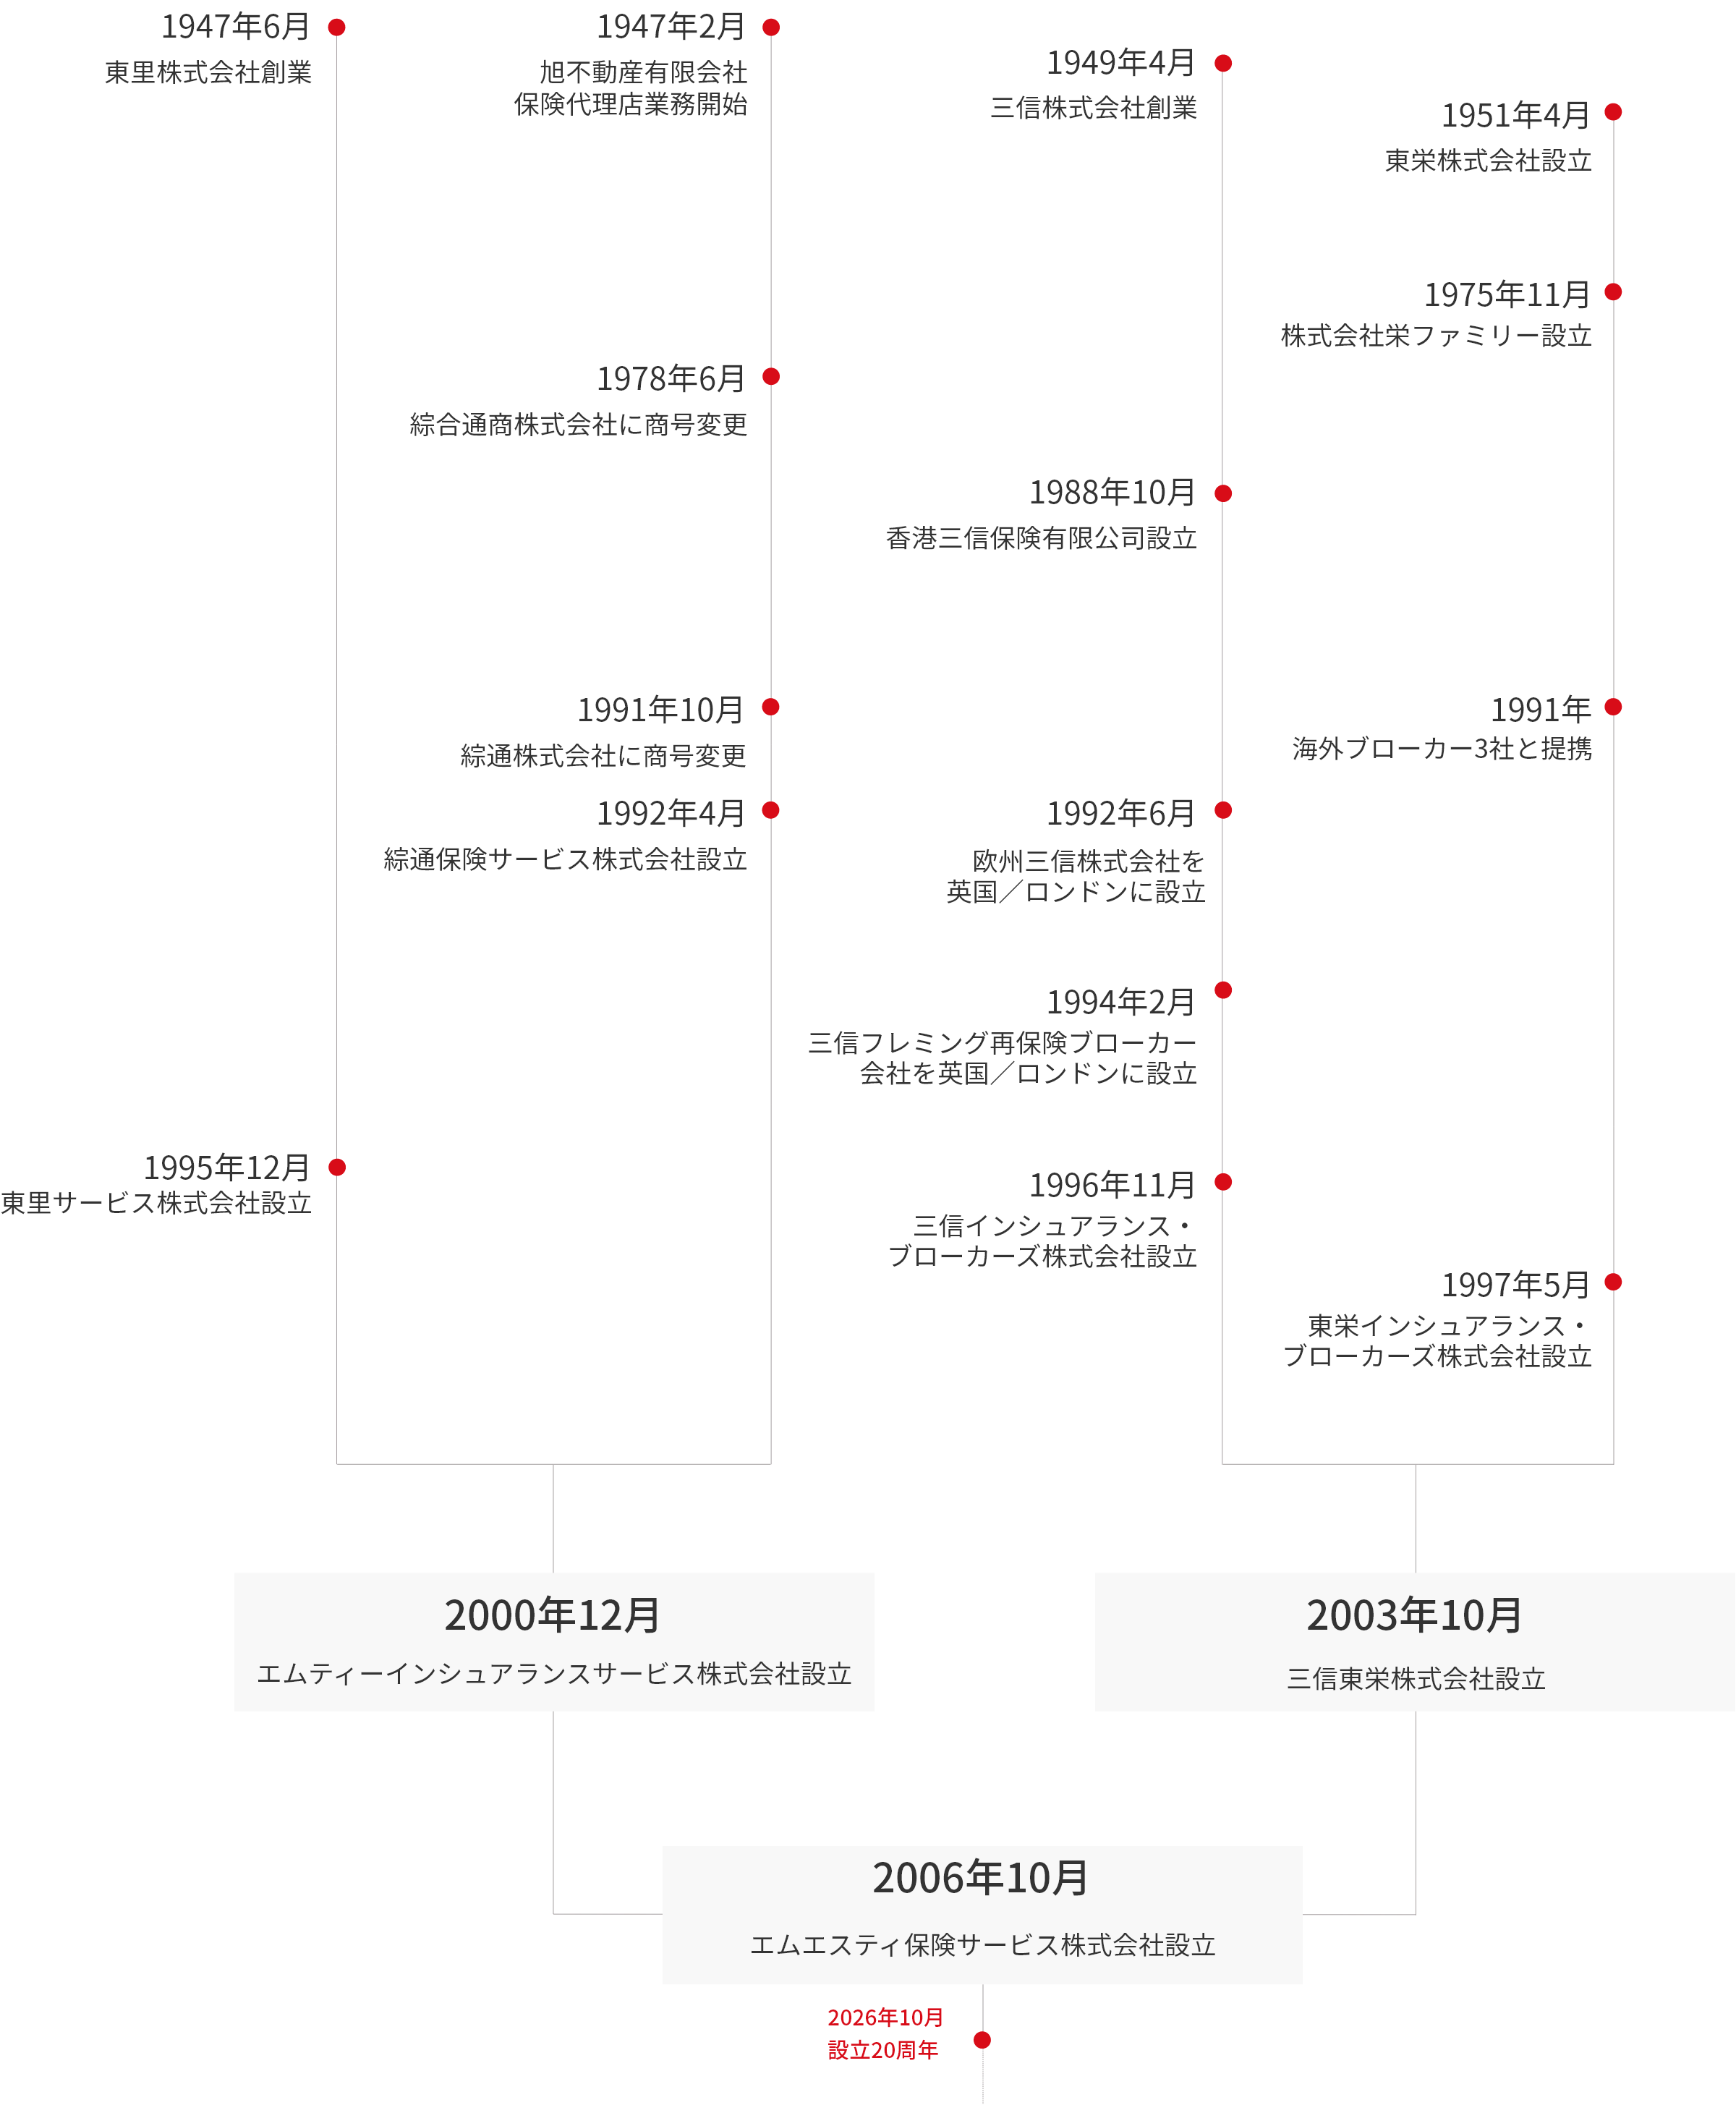 1947年6月
東里株式会社創業
1995年12月
東里サービス株式会社設立
1947年2月
旭不動産有限会社
保険代理店業務開始
1978年6月
綜合通商株式会社に商号変更
1991年10月
綜通株式会社に商号変更
1992年4月
綜通保険サービス株式会社設立
1949年4月
三信株式会社創業
1988年10月
香港三信保険有限公司設立
1992年6月
欧州三信株式会社を
英国／ロンドンに設立
1994年2月
三信フレミング再保険ブローカー
会社を英国／ロンドンに設立
1996年11月
三信インシュアランス・
ブローカーズ株式会社設立
1951年4月
東栄株式会社設立
1975年11月
株式会社栄ファミリー設立
1991年
海外ブローカー3社と提携
1997年5月
東栄インシュアランス・
ブローカーズ株式会社設立
2000年12月
エムティーインシュアランスサービス株式会社設立
2003年10月
三信東栄株式会社設立
2006年10月
エムエスティ保険サービス株式会社設立
2026年10月
設立20周年